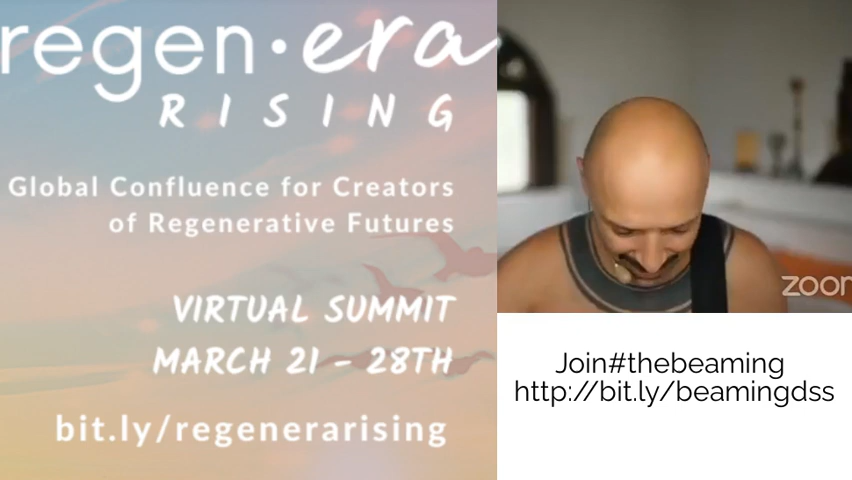 regen•era
RISING
Global Confluence for Creators
of Regenerative Futures
VIRTUAL SUMMIT
MARCH 21 - 28TH
bit.ly/regenerarising
zoom
Join#thebeaming
http://bit.ly/beamingdss